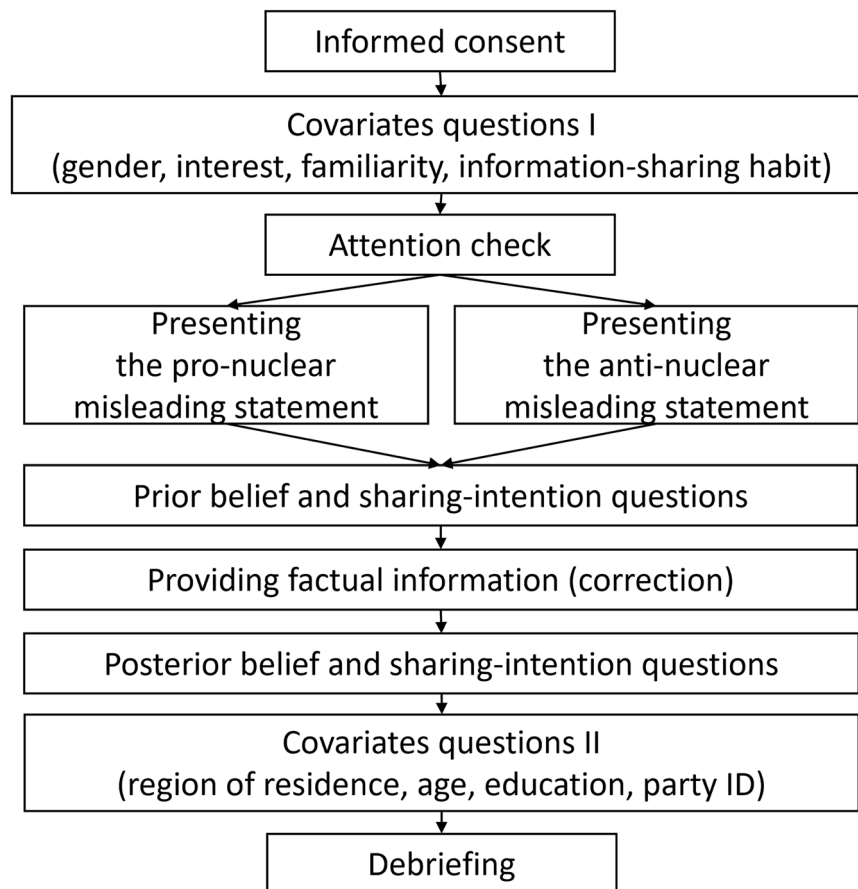 Informed consent
Covariates questions I
(gender, interest, familiarity, information-sharing habit)
Attention check
Presenting
the pro-nuclear
misleading statement
Presenting
the anti-nuclear
misleading statement
Prior belief and sharing-intention questions
Providing factual information (correction)
Posterior belief and sharing-intention questions
Covariates questions II
(region of residence, age, education, party ID)
Debriefing